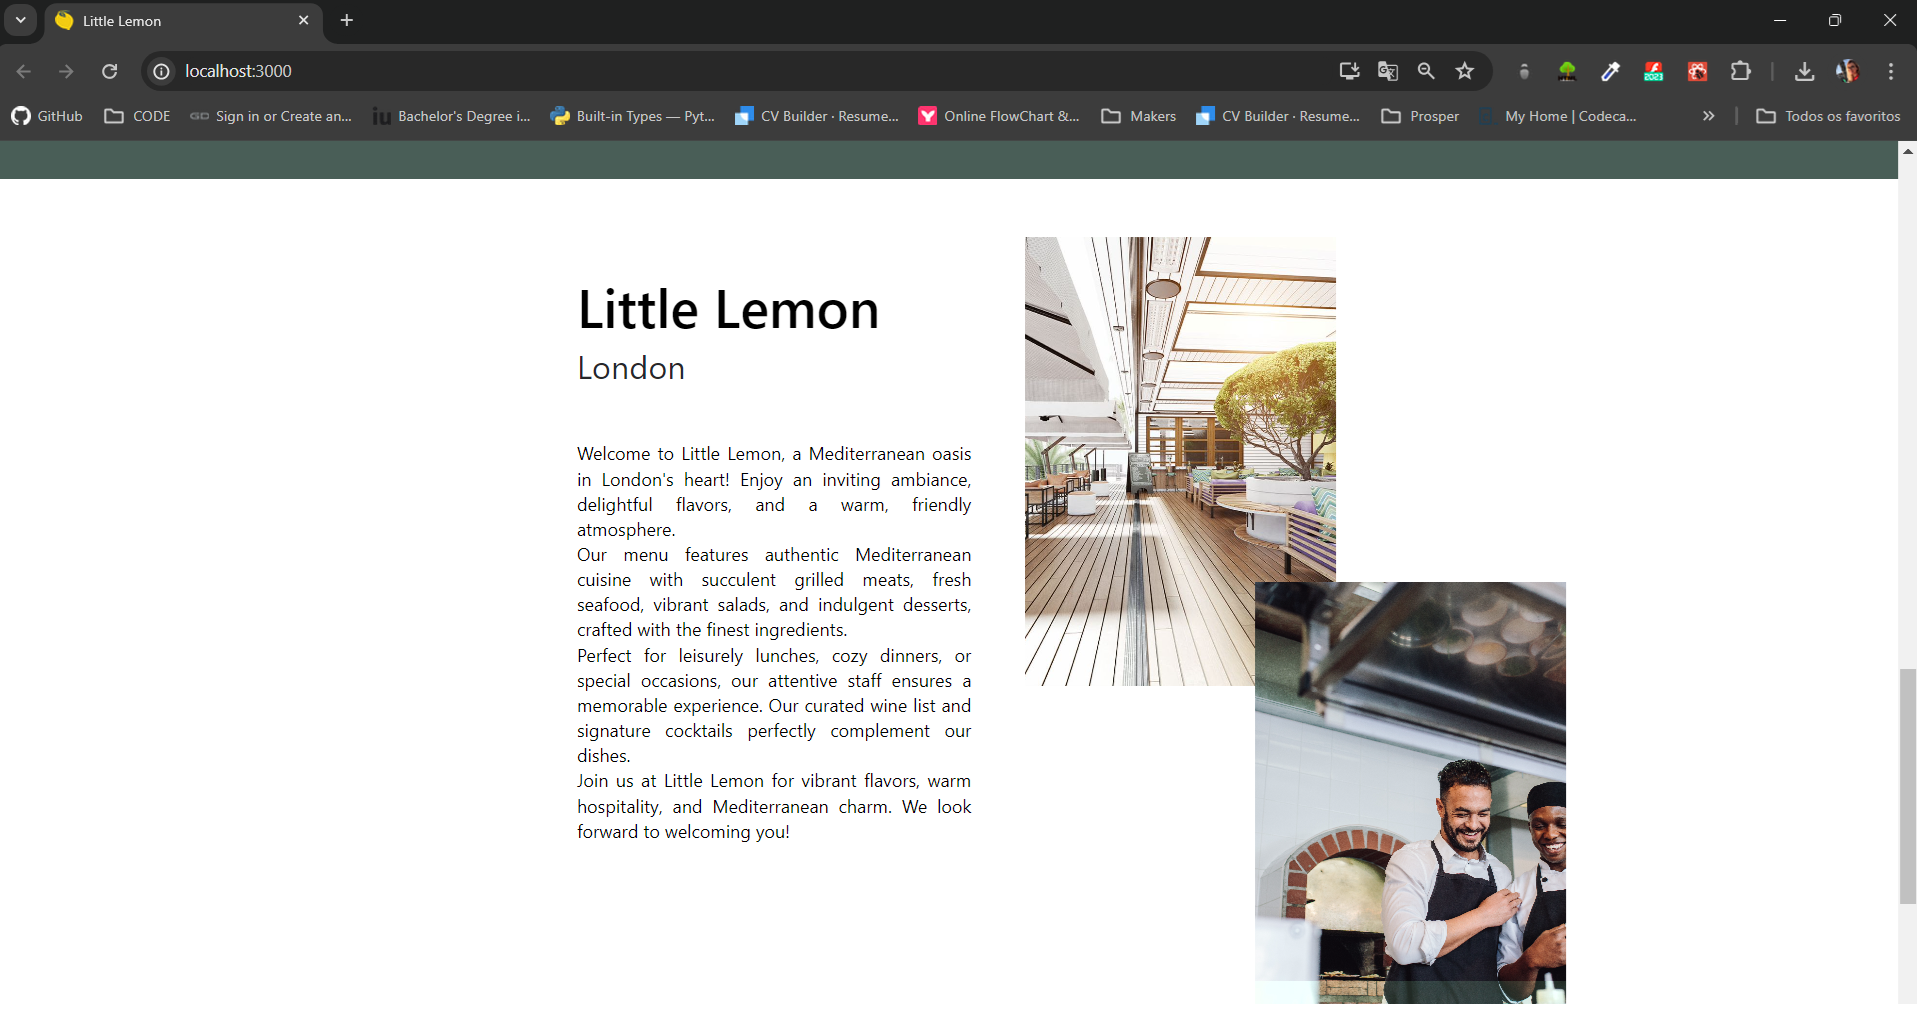 Little Lemon
localhost:3000
2023
GitHub
CODE
Sign in or Create an...
Bachelor's Degree i...
Built-in Types — Pyt...
CV Builder · Resume...
Online FlowChart &...
Makers
CV Builder · Resume...
Prosper
My Home | Codeca...
Todos os favoritos
Little Lemon
London
Welcome to Little Lemon, a Mediterranean oasis
in London's heart! Enjoy an inviting ambiance,
delightful flavors, and a warm, friendly
atmosphere.
Our menu features authentic Mediterranean
cuisine with succulent grilled meats, fresh
seafood, vibrant salads, and indulgent desserts,
crafted with the finest ingredients.
Perfect for leisurely lunches, cozy dinners, or
special occasions, our attentive staff ensures a
memorable experience. Our curated wine list and
signature cocktails perfectly complement our
dishes.
Join us at Little Lemon for vibrant flavors, warm
hospitality, and Mediterranean charm. We look
forward to welcoming you!